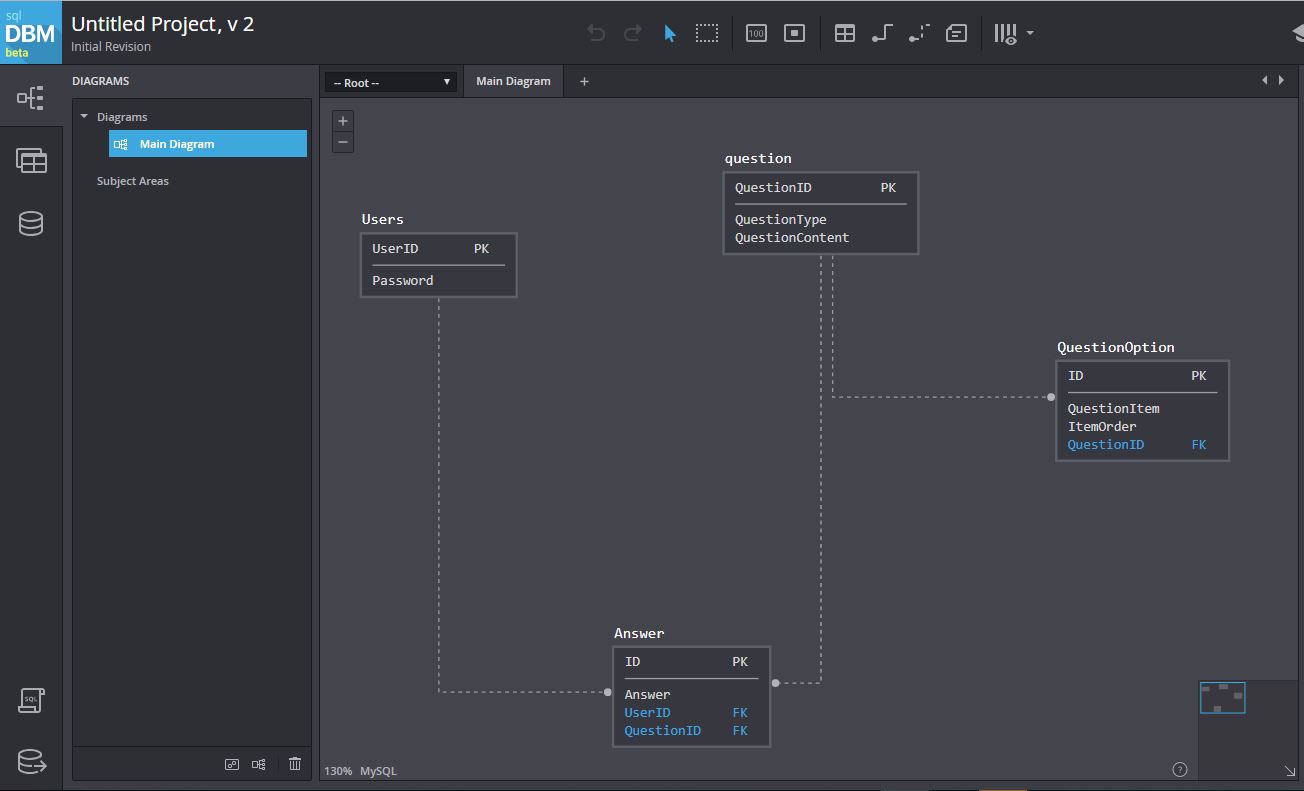 sql
DBM
beta
Untitled Project, v 2
Initial Revision
100
DIAGRAMS
Diagrams
Main Diagram
Subject Areas
-- Root --
Main Diagram
+
+
−
question
QuestionID PK
QuestionType
QuestionContent
Users
UserID PK
Password
QuestionOption
ID PK
QuestionItem
ItemOrder
QuestionID FK
Answer
ID PK
Answer
UserID FK
QuestionID FK
SQL
130% MySQL
?